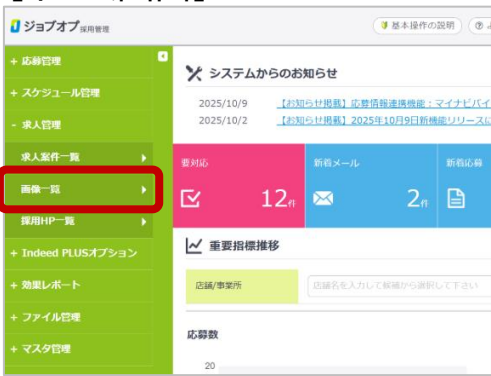 ジョブオプ 採用管理
基本操作の説明
+ 応募管理
+ スケジュール管理
- 求人管理
求人案件一覧
画像一覧
採用HP一覧
+ Indeed PLUSオプション
+ 効果レポート
+ ファイル管理
+ マスタ管理
システムからのお知らせ
2025/10/9 【お知らせ掲載】応募情報連携機能：マイナビバイ
2025/10/2 【お知らせ掲載】2025年10月9日新機能リリースに
要対応 新着メール 新着応募
12件 2件
重要指標推移
店舗/事業所 店舗名を入力して候補から選択して下さい
応募数
20